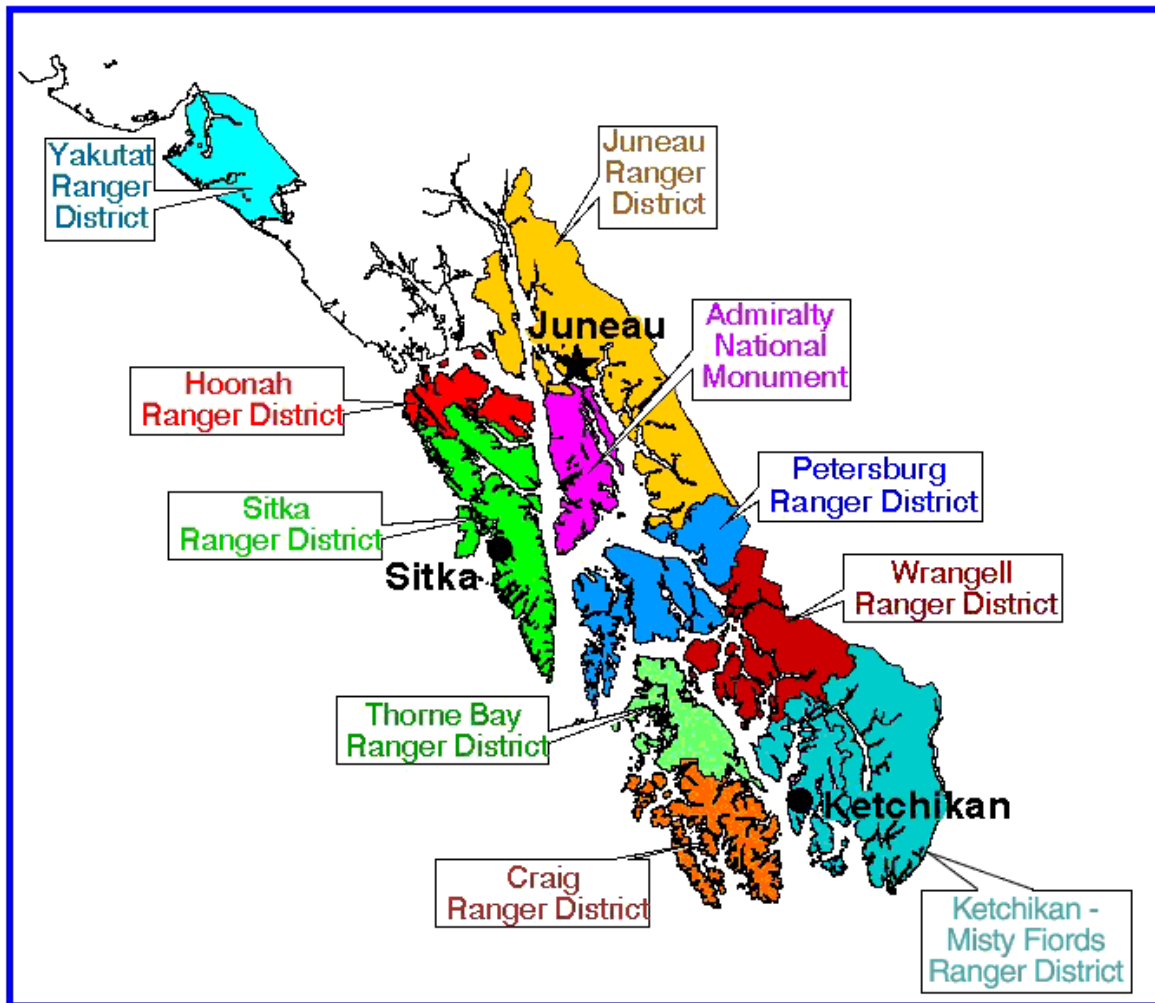 Yakutat
Ranger
District
Juneau
Ranger
District
Juneau
Admiralty
National
Monument
Hoonah
Ranger District
Petersburg
Ranger District
Sitka
Ranger District
Sitka
Wrangell
Ranger District
Thorne Bay
Ranger District
Ketchikan
Craig
Ranger District
Ketchikan -
Misty Fiords
Ranger District